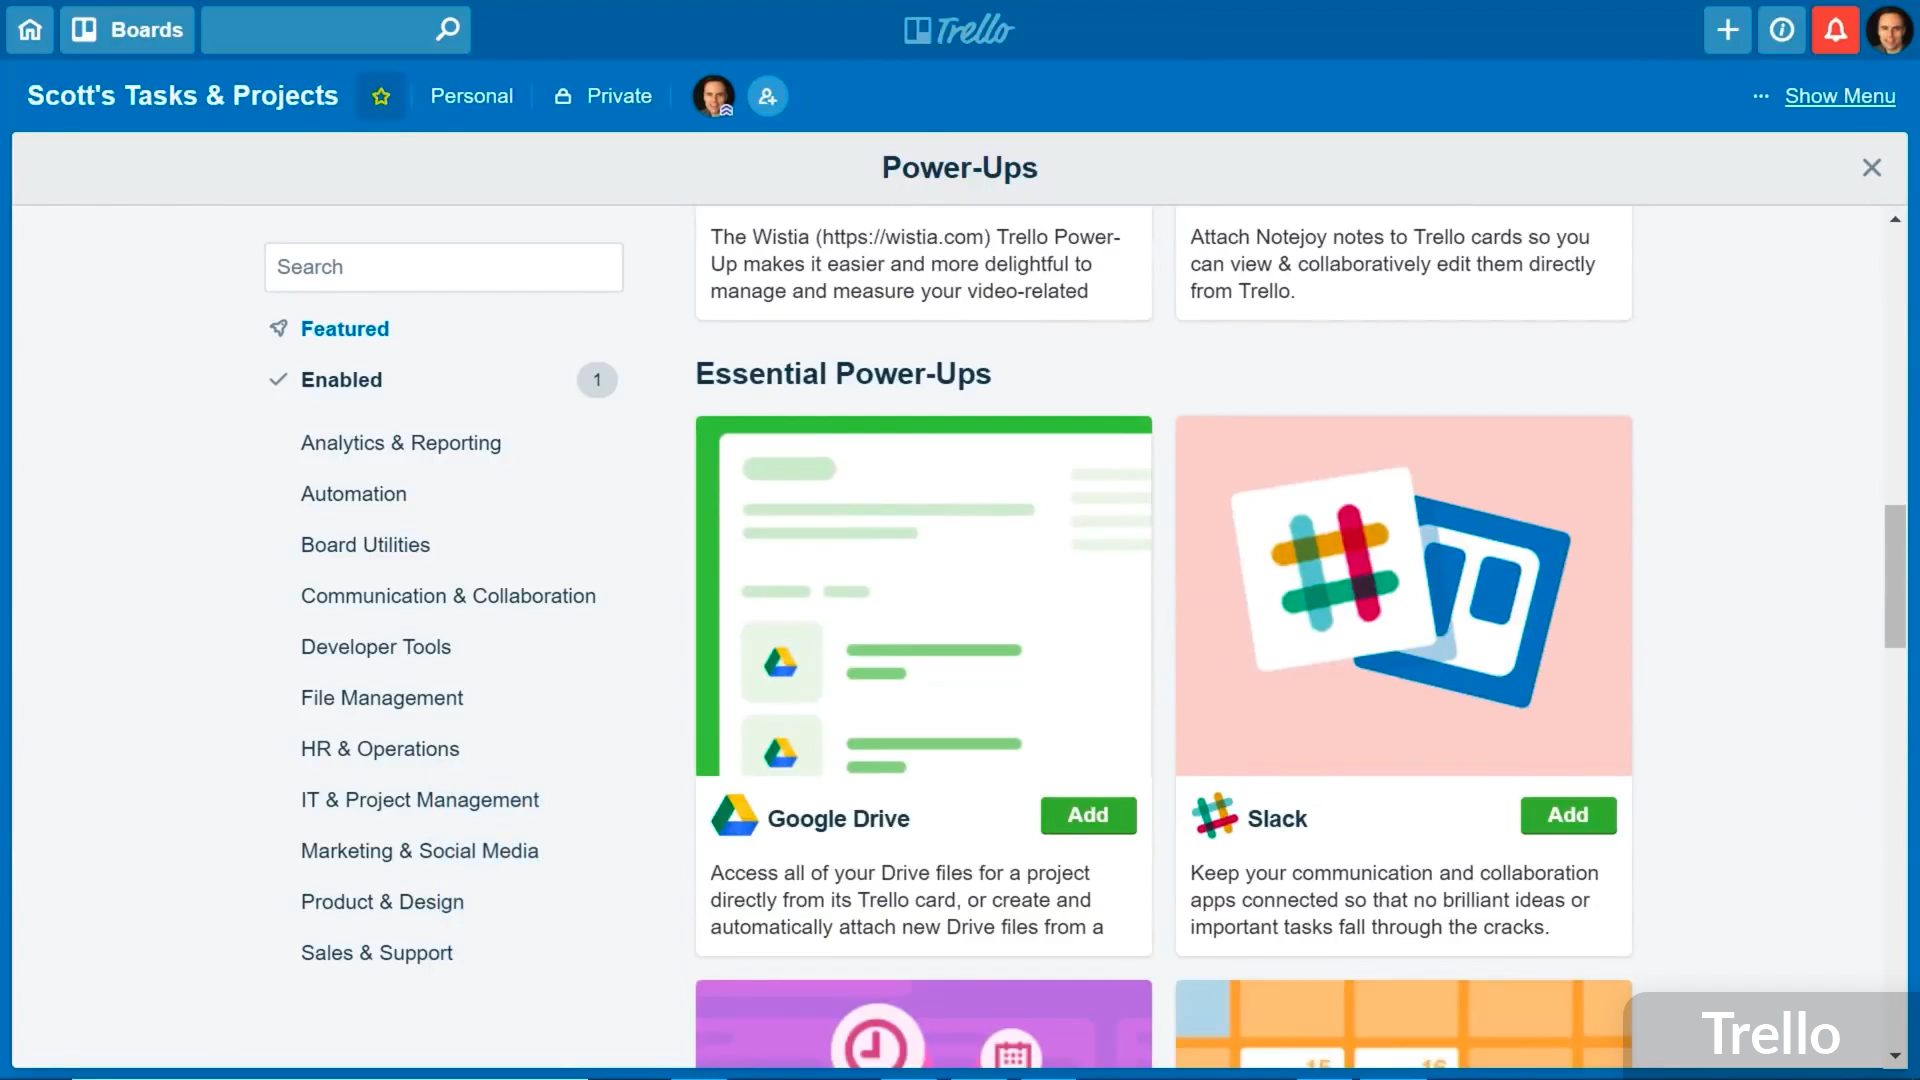 Boards
Trello
Scott's Tasks & Projects
Personal
Private
... Show Menu
Power-Ups
Search
Featured
Enabled
1
Analytics & Reporting
Automation
Board Utilities
Communication & Collaboration
Developer Tools
File Management
HR & Operations
IT & Project Management
Marketing & Social Media
Product & Design
Sales & Support
The Wistia (https://wistia.com) Trello Power-
Up makes it easier and more delightful to
manage and measure your video-related
Attach Notejoy notes to Trello cards so you
can view & collaboratively edit them directly
from Trello.
Essential Power-Ups
Google Drive
Add
Access all of your Drive files for a project
directly from its Trello card, or create and
automatically attach new Drive files from a
Slack
Add
Keep your communication and collaboration
apps connected so that no brilliant ideas or
important tasks fall through the cracks.
15
16
Trello